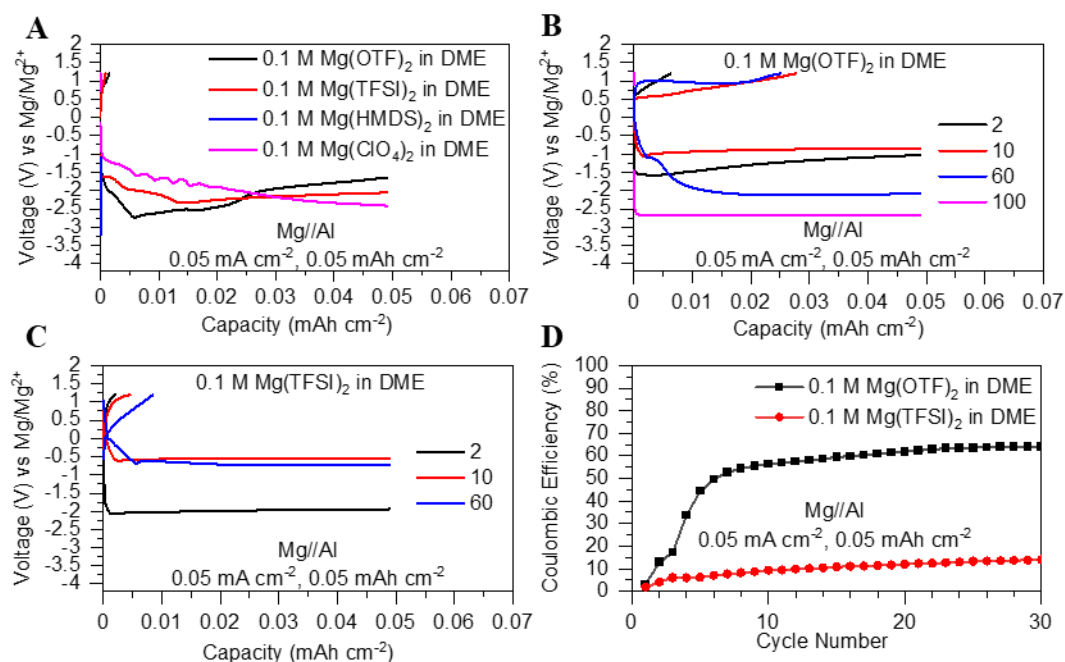 A
Voltage (V) vs Mg/Mg²⁺
2
1.5
1
0.5
0
-0.5
-1
-1.5
-2
-2.5
-3
-3.5
-4
0.1 M Mg(OTF)₂ in DME
0.1 M Mg(TFSI)₂ in DME
0.1 M Mg(HMDS)₂ in DME
0.1 M Mg(ClO₄)₂ in DME
Mg//Al
0.05 mA cm⁻², 0.05 mAh cm⁻²
0 0.01 0.02 0.03 0.04 0.05 0.06 0.07
Capacity (mAh cm⁻²)
B
Voltage (V) vs Mg/Mg²⁺
2
1.5
1
0.5
0
-0.5
-1
-1.5
-2
-2.5
-3
-3.5
-4
0.1 M Mg(OTF)₂ in DME
2
10
60
100
Mg//Al
0.05 mA cm⁻², 0.05 mAh cm⁻²
0 0.01 0.02 0.03 0.04 0.05 0.06 0.07
Capacity (mAh cm⁻²)
C
Voltage (V) vs Mg/Mg²⁺
2
1.5
1
0.5
0
-0.5
-1
-1.5
-2
-2.5
-3
-3.5
-4
0.1 M Mg(TFSI)₂ in DME
2
10
60
Mg//Al
0.05 mA cm⁻², 0.05 mAh cm⁻²
0 0.01 0.02 0.03 0.04 0.05 0.06 0.07
Capacity (mAh cm⁻²)
D
Coulombic Efficiency (%)
100
90
80
70
60
50
40
30
20
10
0
0.1 M Mg(OTF)₂ in DME
0.1 M Mg(TFSI)₂ in DME
Mg//Al
0.05 mA cm⁻², 0.05 mAh cm⁻²
0 10 20 30
Cycle Number